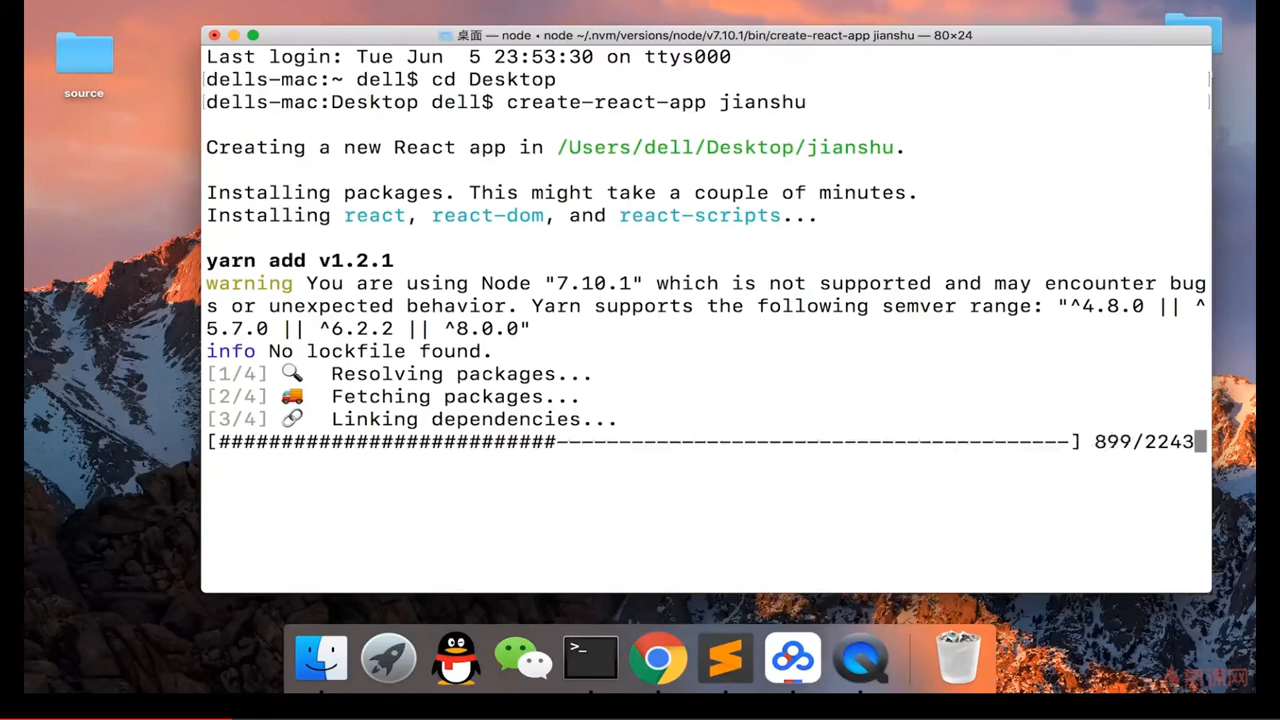 桌面 — node ◂ node ~/.nvm/versions/node/v7.10.1/bin/create-react-app jianshu — 80×24
source
Last login: Tue Jun  5 23:53:30 on ttys000
dells-mac:~ dell$ cd Desktop
dells-mac:Desktop dell$ create-react-app jianshu
Creating a new React app in /Users/dell/Desktop/jianshu.
Installing packages. This might take a couple of minutes.
Installing react, react-dom, and react-scripts...
yarn add v1.2.1
warning You are using Node "7.10.1" which is not supported and may encounter bug
s or unexpected behavior. Yarn supports the following semver range: "^4.8.0 || ^
5.7.0 || ^6.2.2 || ^8.0.0"
info No lockfile found.
[1/4] 🔍  Resolving packages...
[2/4] 🚚  Fetching packages...
[3/4] 🔗  Linking dependencies...
[###########################-----------------------------------------] 899/2243
>_